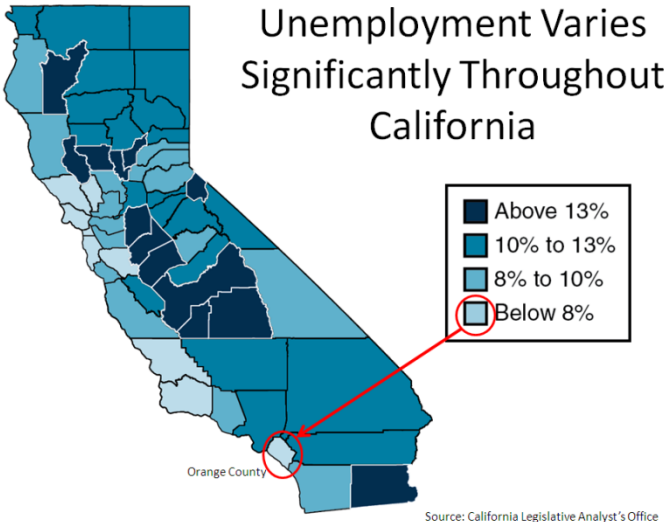 Unemployment Varies
Significantly Throughout
California
Above 13%
10% to 13%
8% to 10%
Below 8%
Orange County
Source: California Legislative Analyst's Office